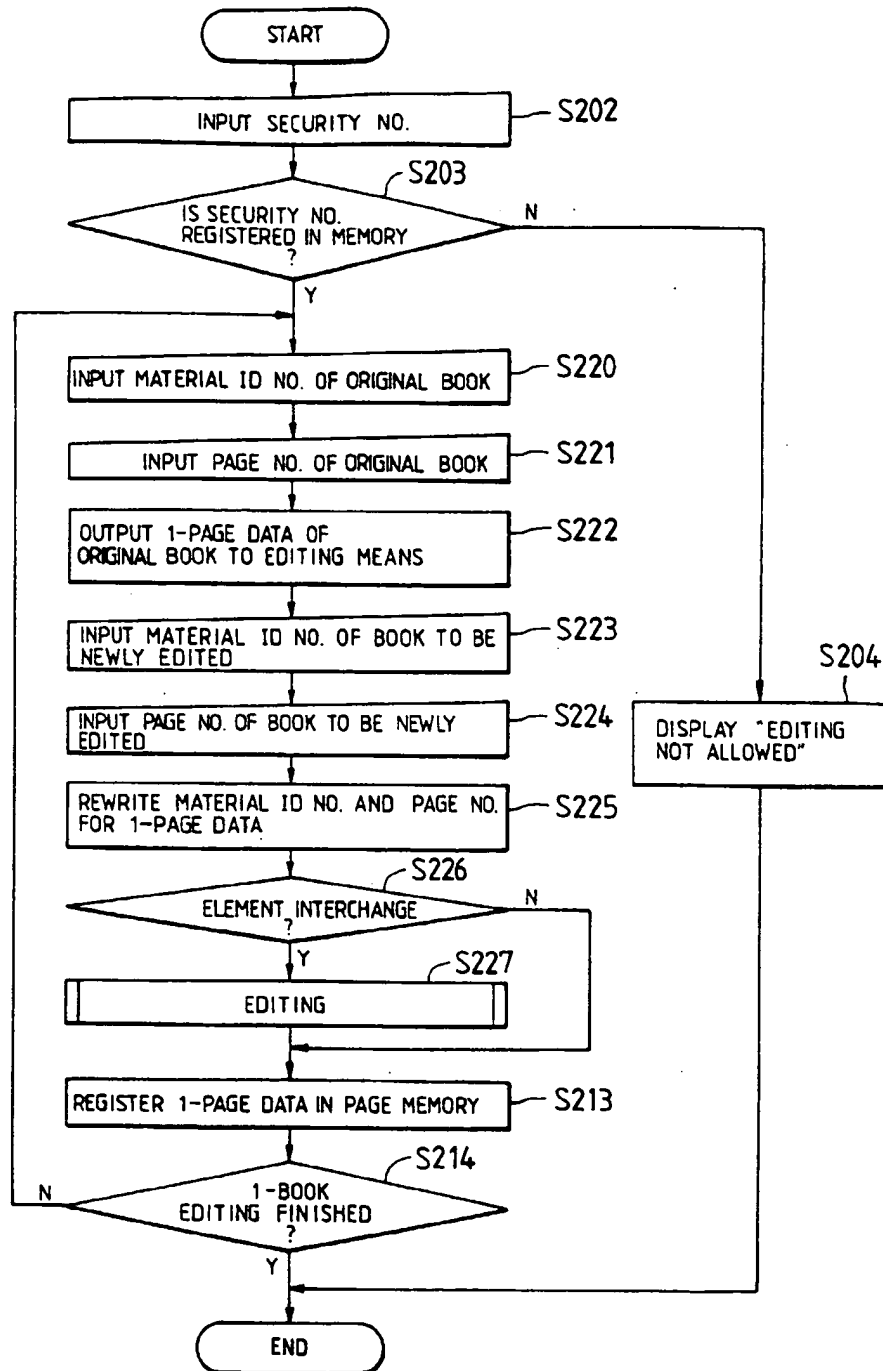 START
INPUT SECURITY NO.
S202
S203
IS SECURITY NO.
REGISTERED IN MEMORY
?
N
Y
INPUT MATERIAL ID NO. OF ORIGINAL BOOK
S220
INPUT PAGE NO. OF ORIGINAL BOOK
S221
OUTPUT 1-PAGE DATA OF
ORIGINAL BOOK TO EDITING MEANS
S222
INPUT MATERIAL ID NO. OF BOOK TO BE
NEWLY EDITED
S223
INPUT PAGE NO. OF BOOK TO BE NEWLY
EDITED
S224
S204
DISPLAY "EDITING
NOT ALLOWED"
REWRITE MATERIAL ID NO. AND PAGE NO.
FOR 1-PAGE DATA
S225
S226
ELEMENT INTERCHANGE
?
N
Y
S227
EDITING
REGISTER 1-PAGE DATA IN PAGE MEMORY
S213
S214
1-BOOK
EDITING FINISHED
?
N
Y
END